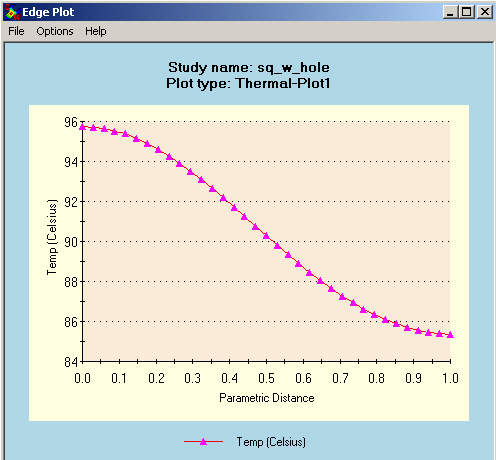 Edge Plot
File Options Help
Study name: sq_w_hole
Plot type: Thermal-Plot1
96
94
92
90
88
86
84
Temp (Celsius)
0.0 0.1 0.2 0.3 0.4 0.5 0.6 0.7 0.8 0.9 1.0
Parametric Distance
Temp (Celsius)